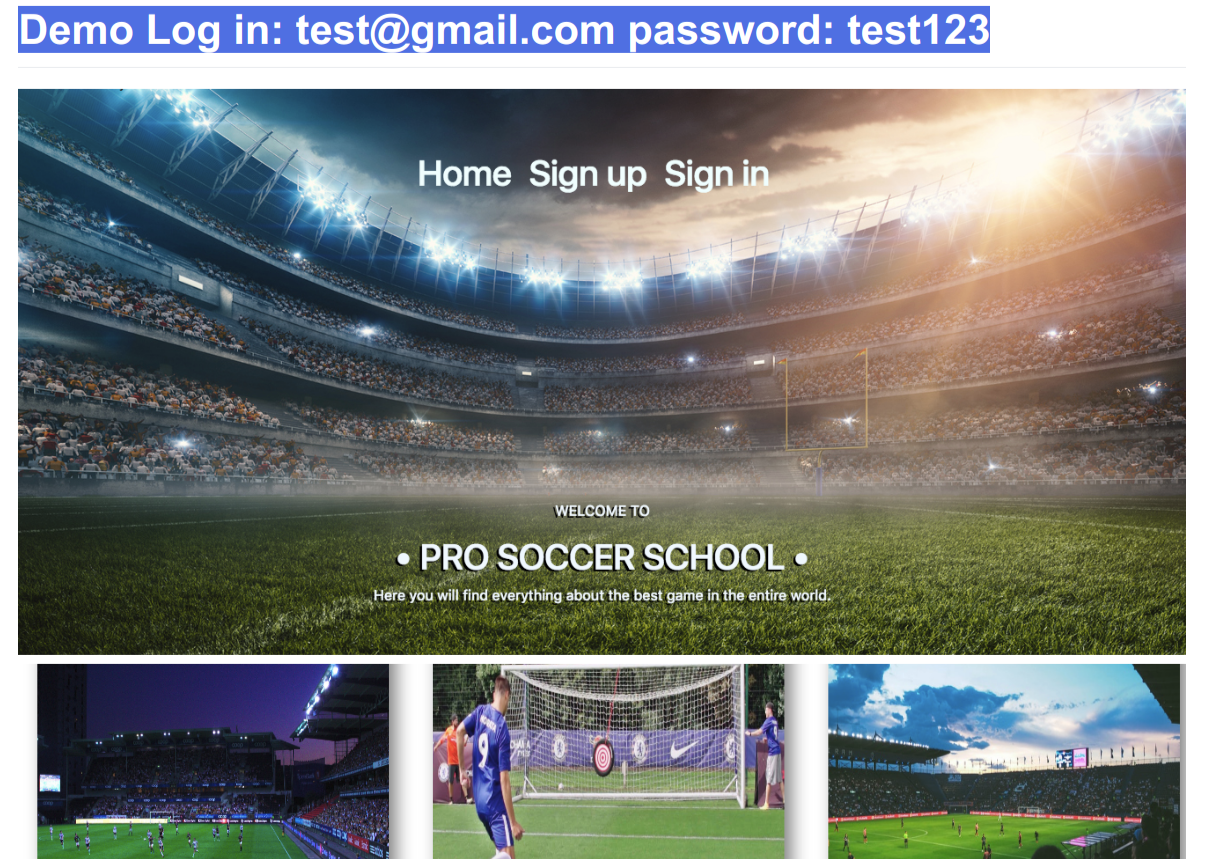 Demo Log in: test@gmail.com password: test123
Home Sign up Sign in
WELCOME TO
• PRO SOCCER SCHOOL •
Here you will find everything about the best game in the entire world.
9